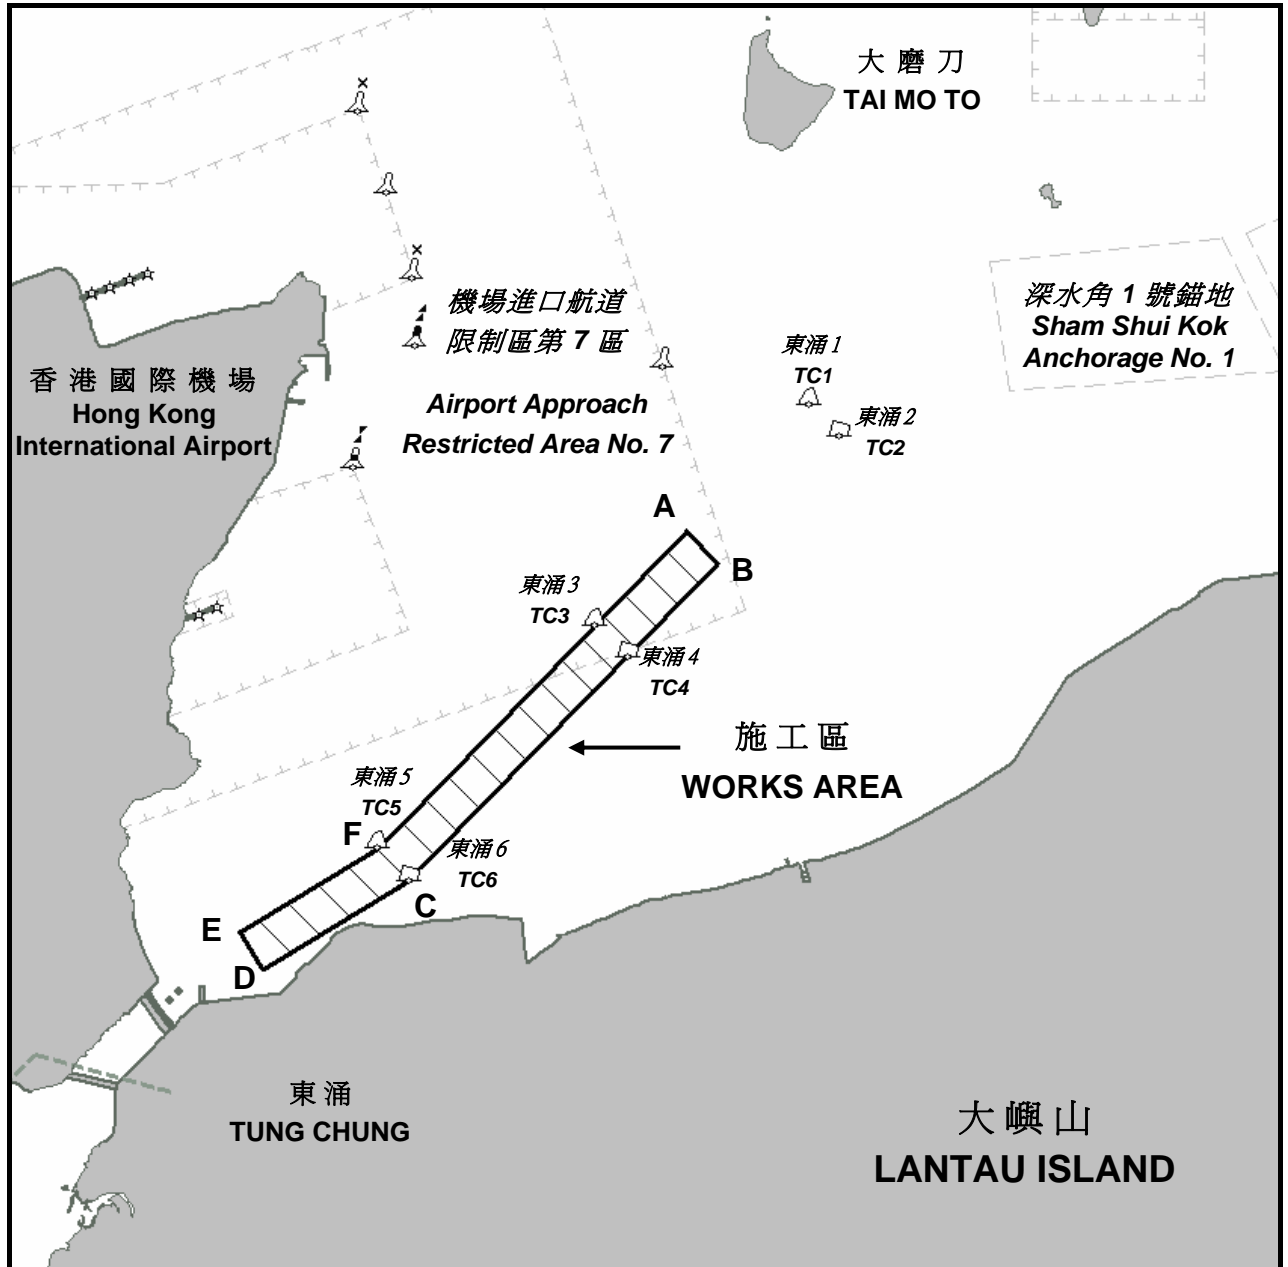 大磨刀
TAI MO TO
深水角 1 號錨地
Sham Shui Kok
Anchorage No. 1
機場進口航道
限制區第 7 區
Airport Approach
Restricted Area No. 7
香港國際機場
Hong Kong
International Airport
東涌 1
TC1
東涌 2
TC2
A
B
東涌 3
TC3
東涌 4
TC4
施工區
WORKS AREA
東涌 5
TC5
F
東涌 6
TC6
C
E
D
東涌
TUNG CHUNG
大嶼山
LANTAU ISLAND